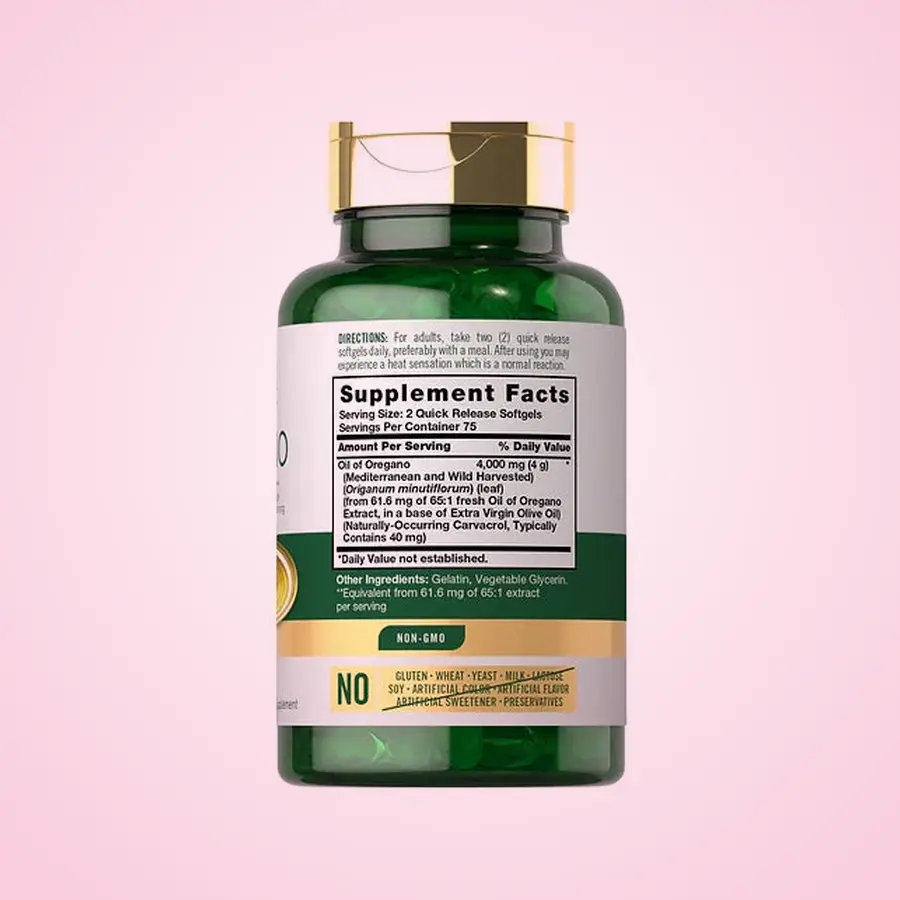 DIRECTIONS: For adults, take two (2) quick release
softgels daily, preferably with a meal. After using you may
experience a heat sensation which is a normal reaction.
Supplement Facts
Serving Size: 2 Quick Release Softgels
Servings Per Container 75
Amount Per Serving % Daily Value
Oil of Oregano 4,000 mg (4 g) *
(Mediterranean and Wild Harvested)
(Origanum minutiflorum) (leaf)
(from 61.6 mg of 65:1 fresh Oil of Oregano
Extract, in a base of Extra Virgin Olive Oil)
(Naturally-Occurring Carvacrol, Typically
Contains 40 mg)
*Daily Value not established.
Other Ingredients: Gelatin, Vegetable Glycerin.
**Equivalent from 61.6 mg of 65:1 extract
per serving
NON-GMO
NO
GLUTEN • WHEAT • YEAST • MILK • LACTOSE
SOY • ARTIFICIAL COLOR • ARTIFICIAL FLAVOR
ARTIFICIAL SWEETENER • PRESERVATIVES